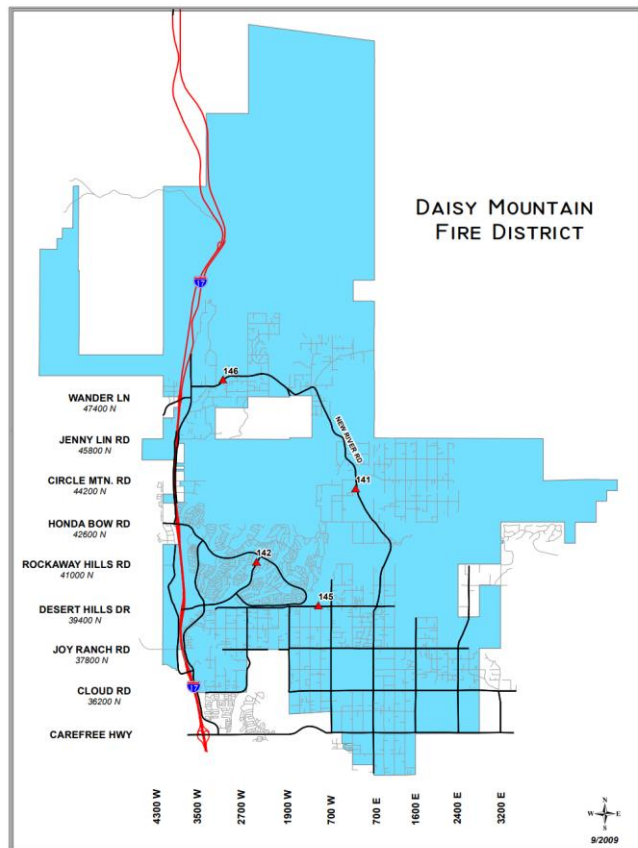 DAISY MOUNTAIN
FIRE DISTRICT
17
146
WANDER LN
47400 N
JENNY LIN RD
45800 N
NEW RIVER RD
CIRCLE MTN. RD
44200 N
141
HONDA BOW RD
42600 N
142
ROCKAWAY HILLS RD
41000 N
145
DESERT HILLS DR
39400 N
JOY RANCH RD
37800 N
CLOUD RD
36200 N
17
CAREFREE HWY
4300 W
3500 W
2700 W
1900 W
700 W
700 E
1600 E
2400 E
3200 E
N
W E
S
9/2009